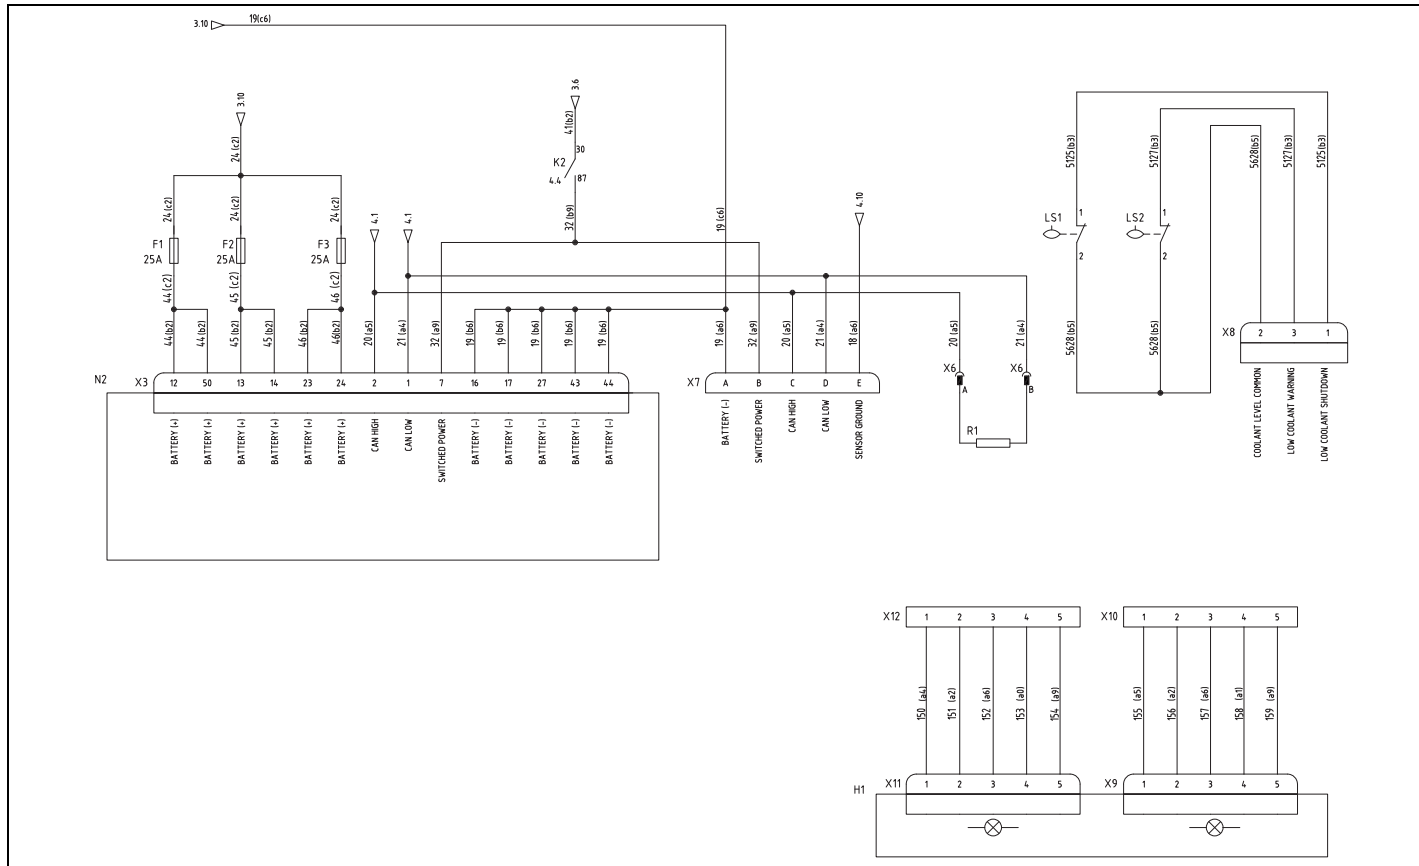 3.10 19(c6)
3.10
24 (c2)
24 (c2) 24 (c2) 24 (c2)
F1 25A
F2 25A
F3 25A
44 (c2) 45 (c2) 46 (c2)
4.1 4.1
3.6
41(b2)
30
K2
4.4 87
32 (b9)
19 (c6)
4.10
44(b2) 44(b2) 45(b2) 45(b2) 46(b2) 46(b2) 20 (a5) 21 (a4) 32 (a9) 19 (b6) 19 (b6) 19 (b6) 19 (b6) 19 (b6)
19 (a6) 32 (a9) 20 (a5) 21 (a4) 18 (a6)
20 (a5) 21 (a4)
N2 X3 12 50 13 14 23 24 2 1 7 16 17 27 43 44
BATTERY (+)
BATTERY (+)
BATTERY (+)
BATTERY (+)
BATTERY (+)
BATTERY (+)
CAN HIGH
CAN LOW
SWITCHED POWER
BATTERY (-)
BATTERY (-)
BATTERY (-)
BATTERY (-)
BATTERY (-)
X7 A B C D E
BATTERY (-)
SWITCHED POWER
CAN HIGH
CAN LOW
SENSOR GROUND
X6 A
X6 B
R1
5125(b3) 5127(b3) 5628(b5) 5127(b3) 5125(b3)
LS1 1 2
LS2 1 2
5628(b5) 5628(b5)
X8 2 3 1
COOLANT LEVEL COMMON
LOW COOLANT WARNING
LOW COOLANT SHUTDOWN
X12 1 2 3 4 5
X10 1 2 3 4 5
150 (a4) 151 (a2) 152 (a6) 153 (a0) 154 (a9)
155 (a5) 156 (a2) 157 (a6) 158 (a1) 159 (a9)
H1 X11 1 2 3 4 5
X9 1 2 3 4 5